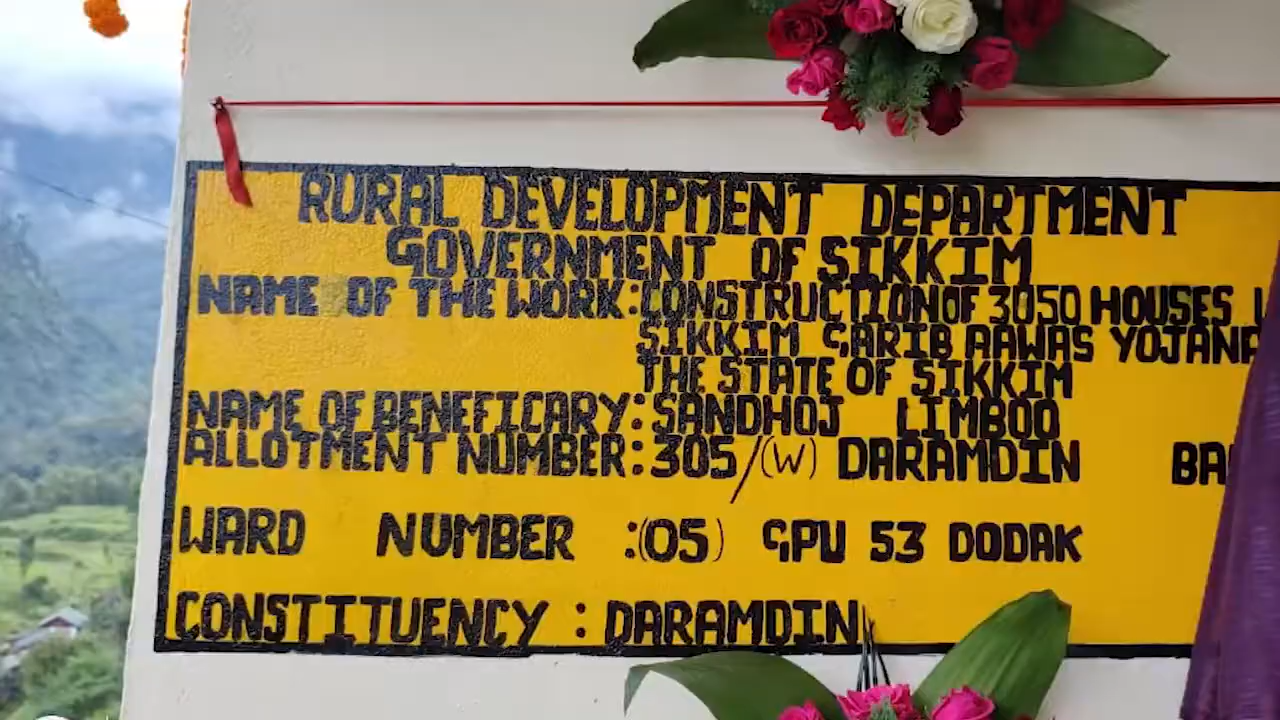 RURAL DEVELOPMENT DEPARTMENT
GOVERNMENT OF SIKKIM
NAME OF THE WORK:CONSTRUCTION OF 3050 HOUSES
SIKKIM GARIB AAWAS YOJANA
THE STATE OF SIKKIM
NAME OF BENEFICARY:SANDHOJ LIMBOO
ALLOTMENT NUMBER:305/(W) DARAMDIN
WARD NUMBER :(05) GPU 53 DODAK
CONSTITUENCY : DARAMDIN